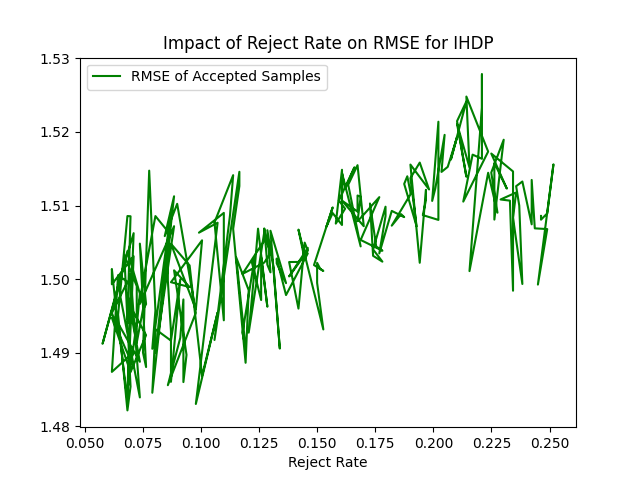 Impact of Reject Rate on RMSE for IHDP
RMSE of Accepted Samples
1.53
1.52
1.51
1.50
1.49
1.48
0.050 0.075 0.100 0.125 0.150 0.175 0.200 0.225 0.250
Reject Rate